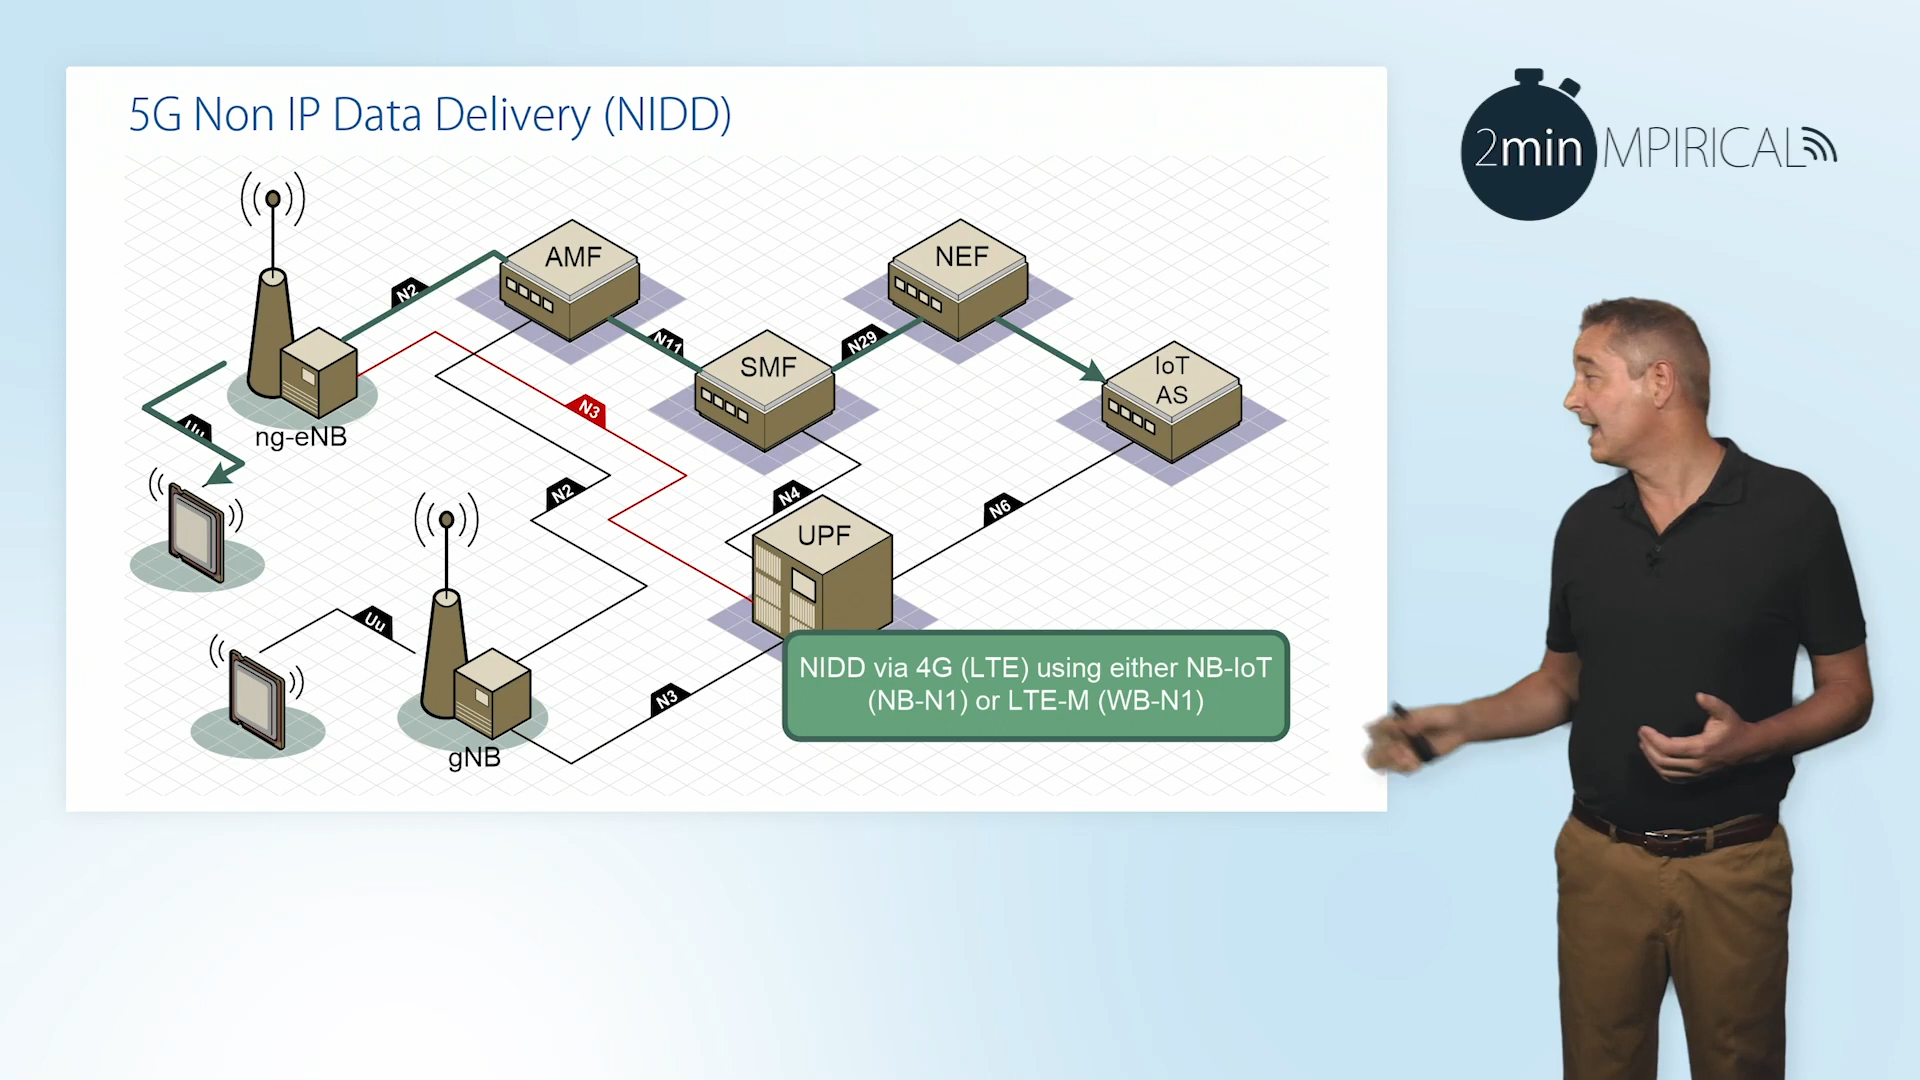 5G Non IP Data Delivery (NIDD)
2min MPIRICAL
AMF
NEF
N2
N11
N29
SMF
IoT
AS
N3
Uu
ng-eNB
N2
N4
N6
UPF
Uu
NIDD via 4G (LTE) using either NB-IoT
(NB-N1) or LTE-M (WB-N1)
N3
gNB